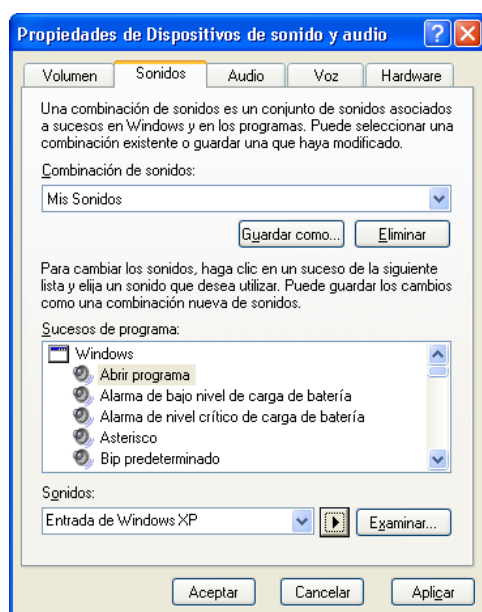 Propiedades de Dispositivos de sonido y audio
Volumen Sonidos Audio Voz Hardware
Una combinación de sonidos es un conjunto de sonidos asociados
a sucesos en Windows y en los programas. Puede seleccionar una
combinación existente o guardar una que haya modificado.
Combinación de sonidos:
Mis Sonidos
Guardar como... Eliminar
Para cambiar los sonidos, haga clic en un suceso de la siguiente
lista y elija un sonido que desea utilizar. Puede guardar los cambios
como una combinación nueva de sonidos.
Sucesos de programa:
Windows
Abrir programa
Alarma de bajo nivel de carga de batería
Alarma de nivel crítico de carga de batería
Asterisco
Bip predeterminado
Sonidos:
Entrada de Windows XP Examinar...
Aceptar Cancelar Aplicar